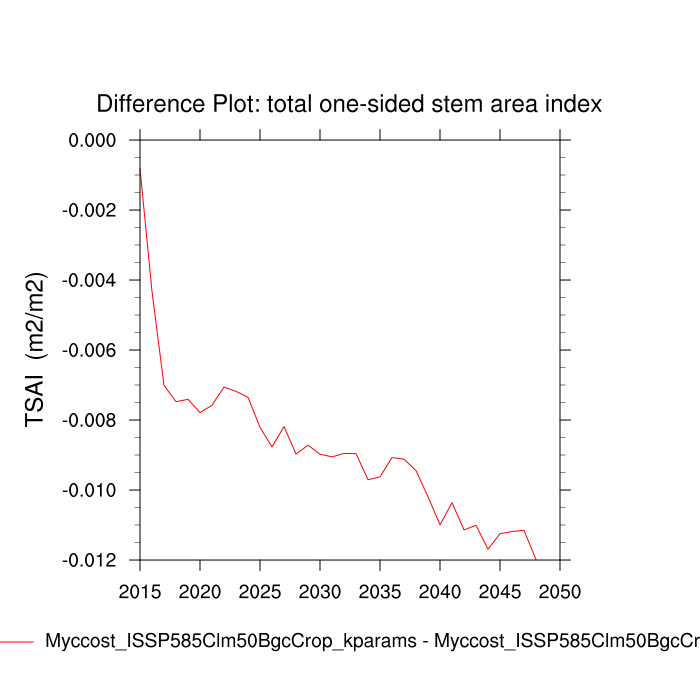 Difference Plot: total one-sided stem area index
0.000
-0.002
-0.004
-0.006
-0.008
-0.010
-0.012
TSAI (m2/m2)
2015 2020 2025 2030 2035 2040 2045 2050
Myccost_ISSP585Clm50BgcCrop_kparams - Myccost_ISSP585Clm50BgcCr